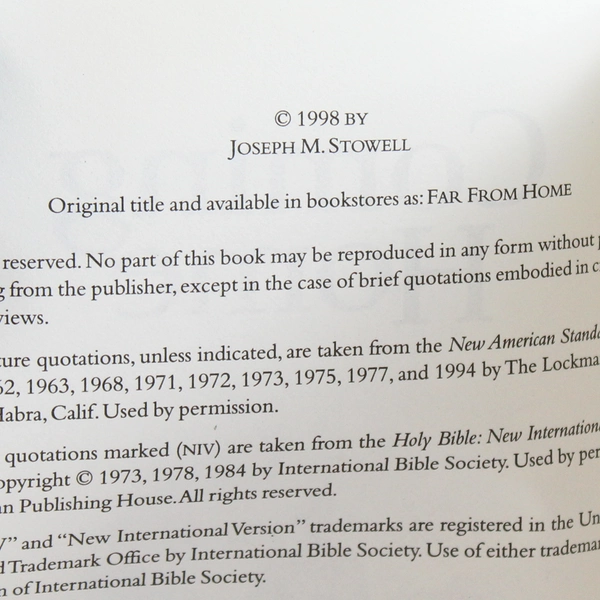 © 1998 BY
JOSEPH M. STOWELL
Original title and available in bookstores as: FAR FROM HOME
reserved. No part of this book may be reproduced in any form without
from the publisher, except in the case of brief quotations embodied in
views.
ture quotations, unless indicated, are taken from the New American Standa
62, 1963, 1968, 1971, 1972, 1973, 1975, 1977, and 1994 by The Lockma
Habra, Calif. Used by permission.
quotations marked (NIV) are taken from the Holy Bible: New Internationa
opyright © 1973, 1978, 1984 by International Bible Society. Used by per
an Publishing House. All rights reserved.
V” and “New International Version” trademarks are registered in the Un
d Trademark Office by International Bible Society. Use of either tradema
n of International Bible Society.